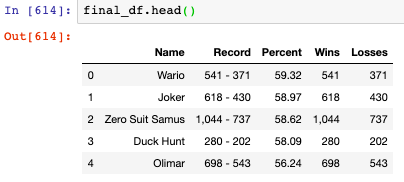 In [614]: final_df.head()
Out[614]:
Name Record Percent Wins Losses
0 Wario 541 - 371 59.32 541 371
1 Joker 618 - 430 58.97 618 430
2 Zero Suit Samus 1,044 - 737 58.62 1,044 737
3 Duck Hunt 280 - 202 58.09 280 202
4 Olimar 698 - 543 56.24 698 543